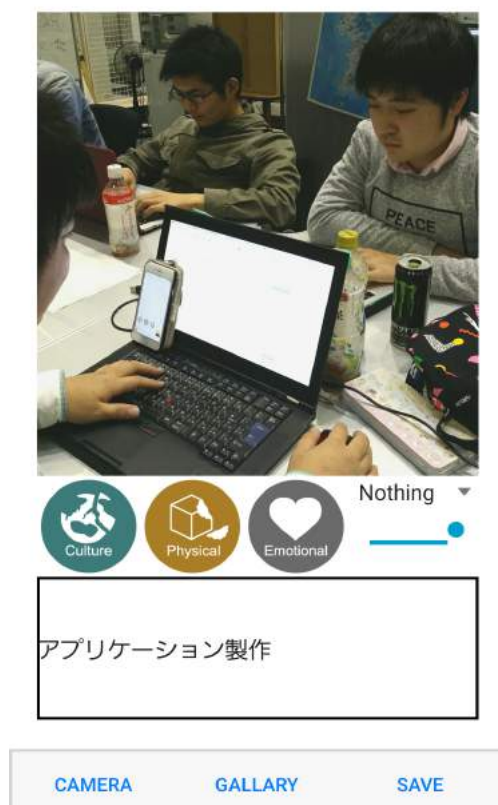 PEACE
Nothing
Culture
Physical
Emotional
アプリケーション製作
CAMERA
GALLARY
SAVE